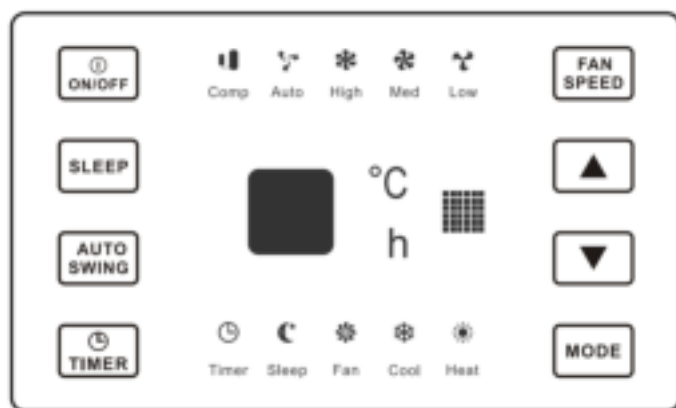 ON/OFF
Comp Auto High Med Low
FAN
SPEED
SLEEP
°C
h
AUTO
SWING
TIMER
Timer Sleep Fan Cool Heat
MODE